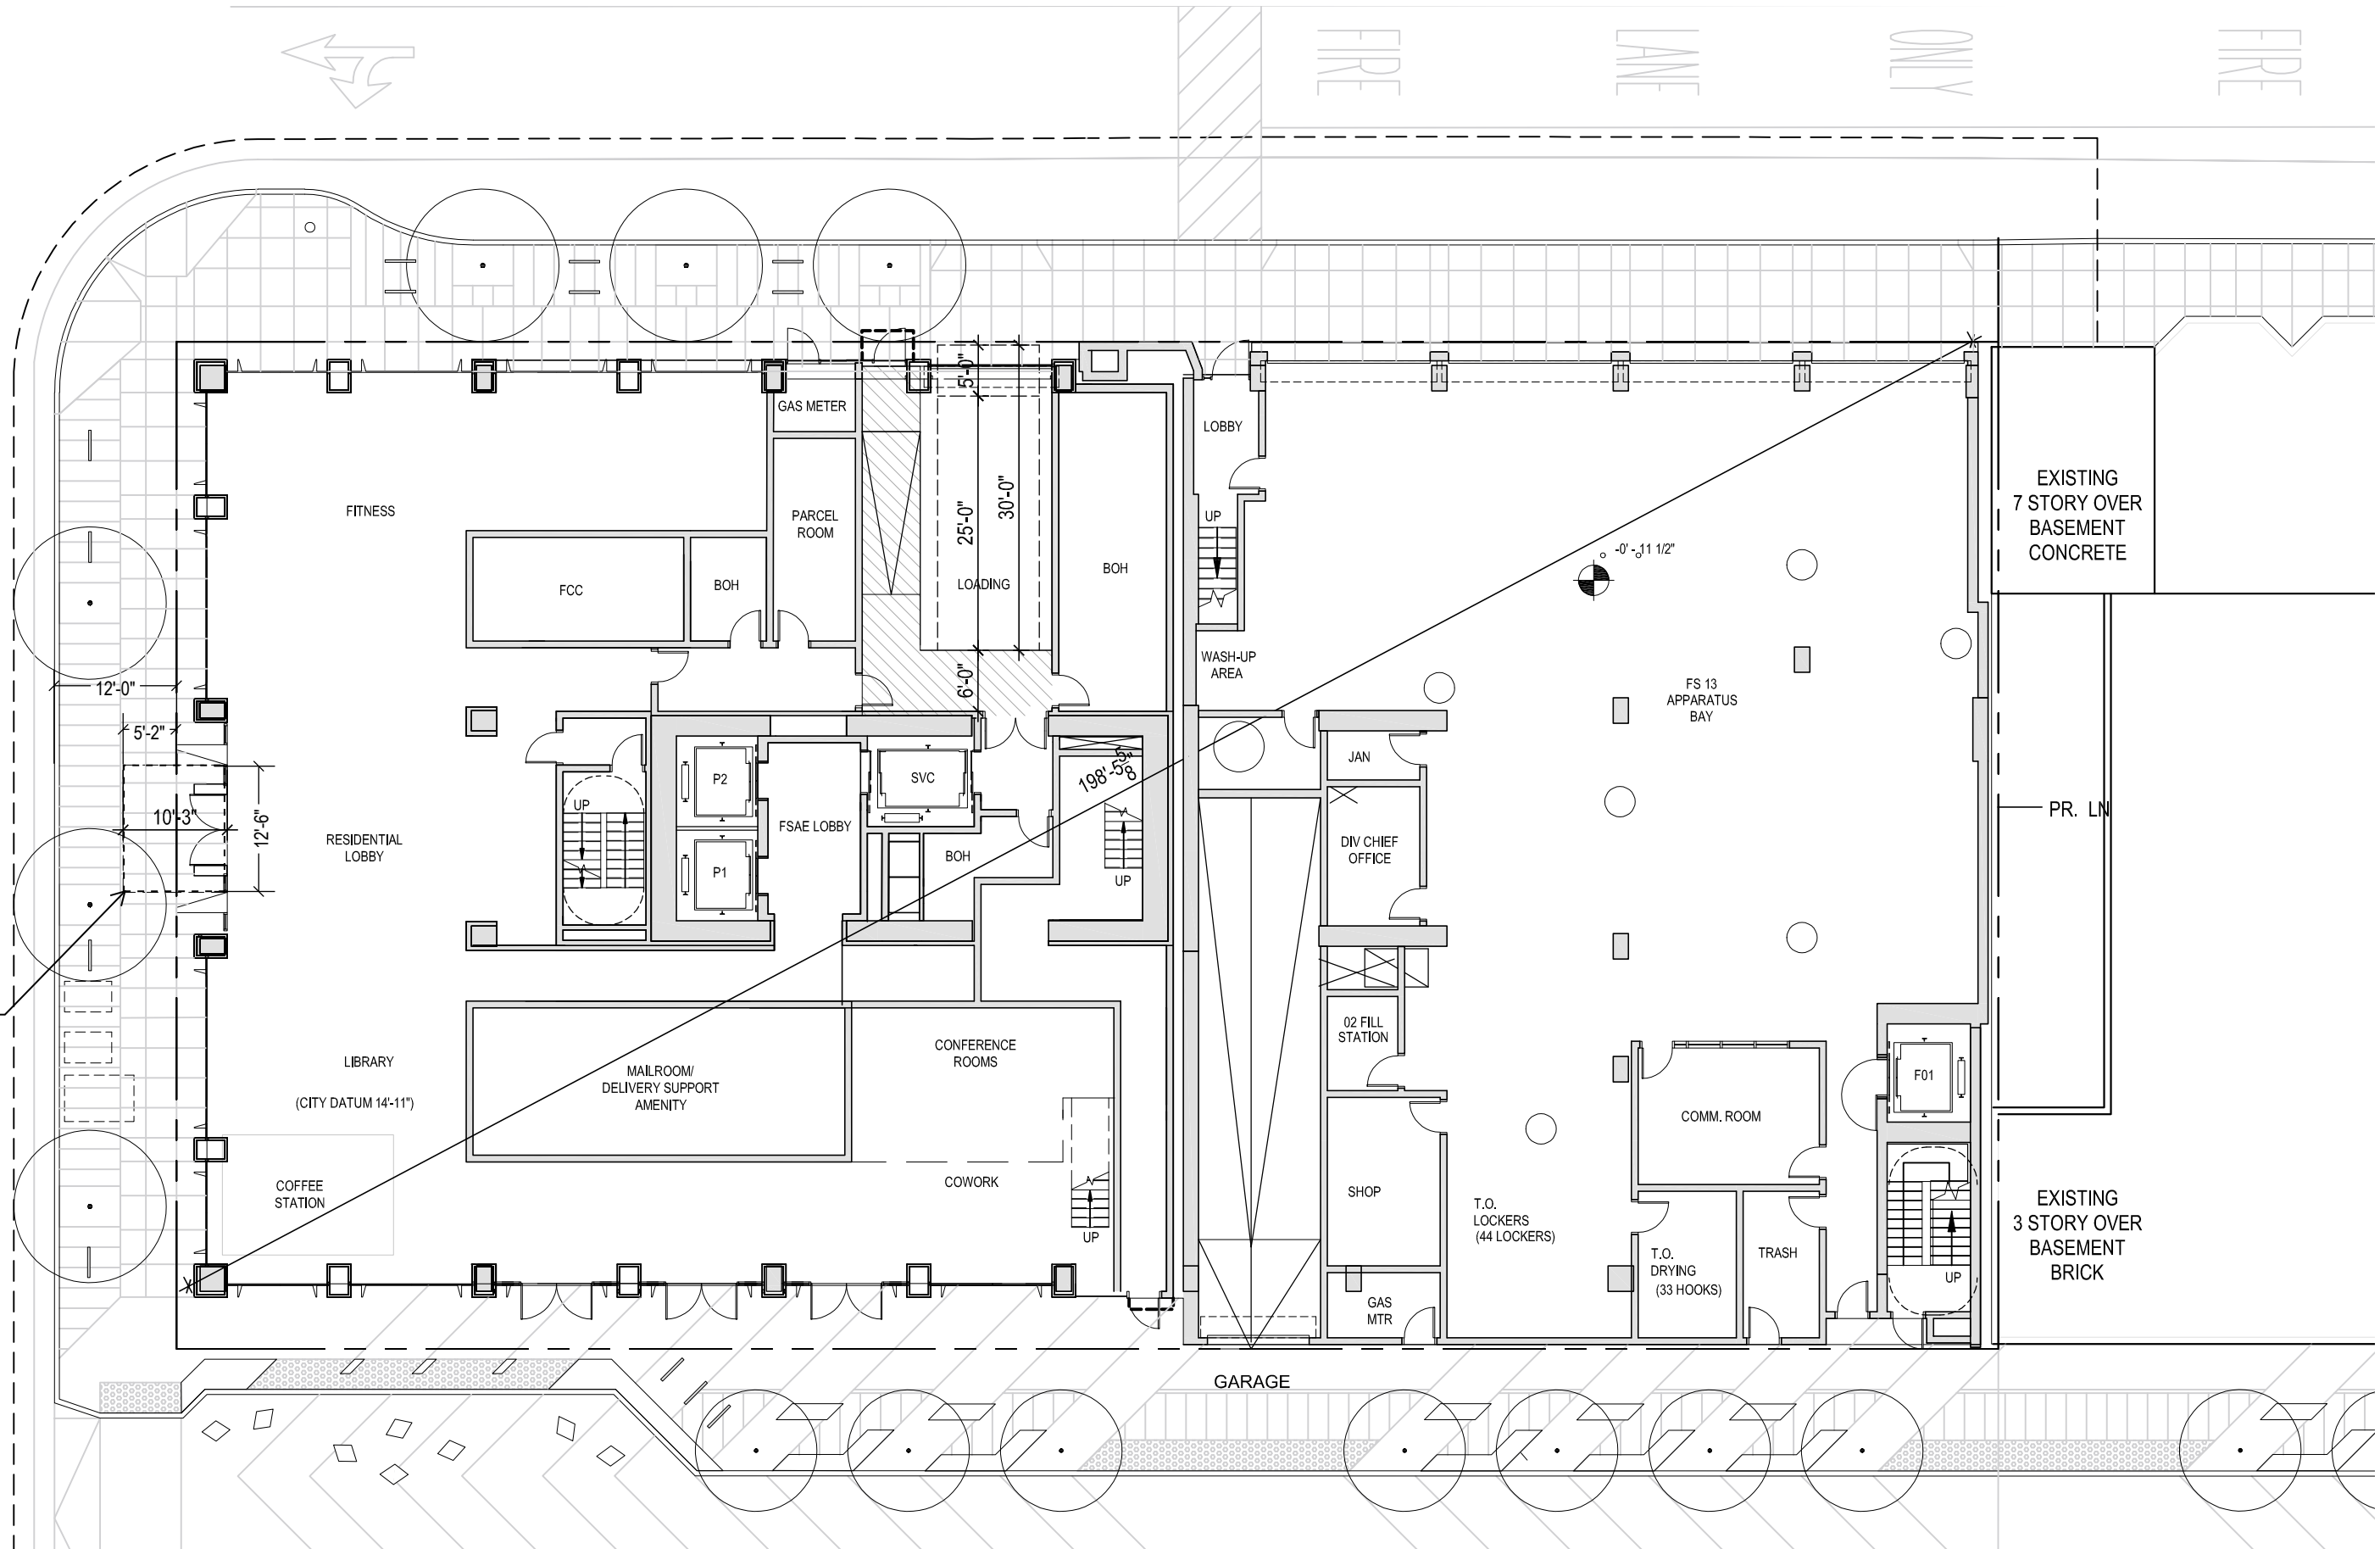 FIRE
LANE
ONLY
FIRE
5'-0"
30'-0"
25'-0"
6'-0"
GAS METER
LOBBY
FITNESS
PARCEL
ROOM
UP
BOH
FCC
BOH
LOADING
-0' - 11 1/2"
EXISTING
7 STORY OVER
BASEMENT
CONCRETE
WASH-UP
AREA
FS 13
APPARATUS
BAY
12'-0"
5'-2"
10'-3"
12'-6"
P2
SVC
198'-5 5/8"
JAN
UP
PR. LN
RESIDENTIAL
LOBBY
FSAE LOBBY
BOH
DIV CHIEF
OFFICE
P1
UP
02 FILL
STATION
LIBRARY
(CITY DATUM 14'-11")
CONFERENCE
ROOMS
MAILROOM/
DELIVERY SUPPORT
AMENITY
F01
COMM. ROOM
COFFEE
STATION
COWORK
UP
SHOP
T.O.
LOCKERS
(44 LOCKERS)
T.O.
DRYING
(33 HOOKS)
TRASH
UP
EXISTING
3 STORY OVER
BASEMENT
BRICK
GAS
MTR
GARAGE